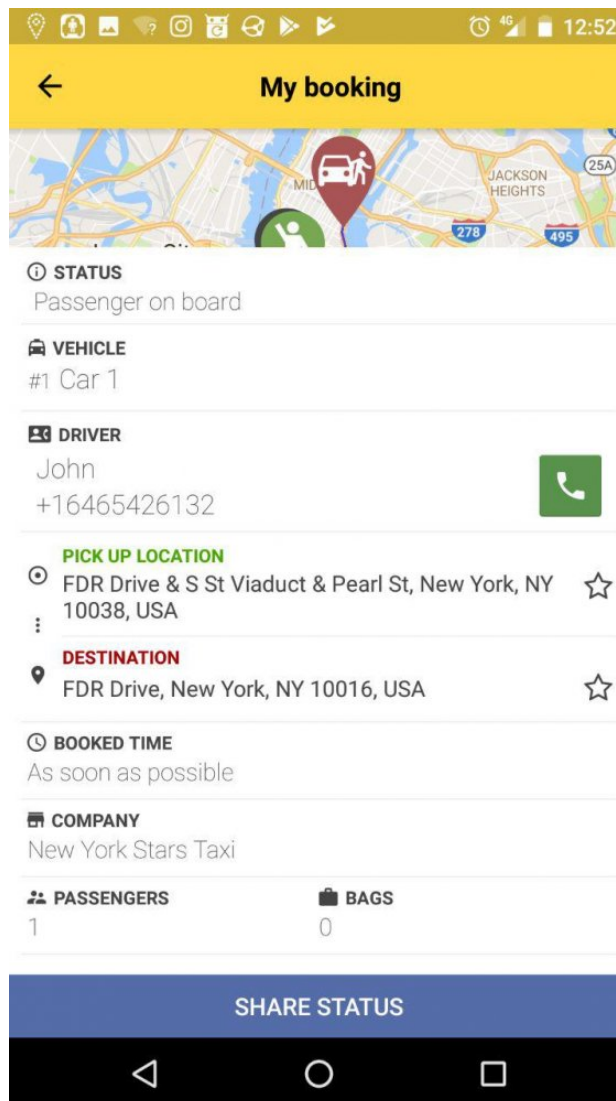 4G 12:52
My booking
MID
JACKSON
HEIGHTS
25A
278
495
STATUS
Passenger on board
VEHICLE
#1 Car 1
DRIVER
John
+16465426132
PICK UP LOCATION
FDR Drive & S St Viaduct & Pearl St, New York, NY
10038, USA
DESTINATION
FDR Drive, New York, NY 10016, USA
BOOKED TIME
As soon as possible
COMPANY
New York Stars Taxi
PASSENGERS BAGS
1 0
SHARE STATUS